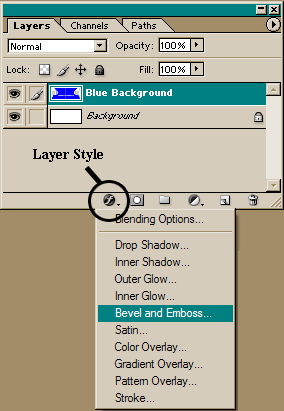 Layers Channels Paths
Normal Opacity: 100%
Lock: Fill: 100%
Blue Background
Background
Layer Style
Blending Options...
Drop Shadow...
Inner Shadow...
Outer Glow...
Inner Glow...
Bevel and Emboss...
Satin...
Color Overlay...
Gradient Overlay...
Pattern Overlay...
Stroke...